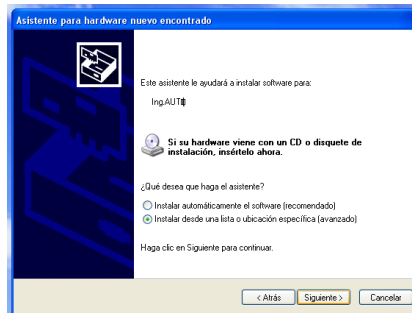 Asistente para hardware nuevo encontrado
Este asistente le ayudará a instalar software para:
Ing.AUT
Si su hardware viene con un CD o disquete de
instalación, insértelo ahora.
¿Qué desea que haga el asistente?
Instalar automáticamente el software (recomendado)
Instalar desde una lista o ubicación específica (avanzado)
Haga clic en Siguiente para continuar.
< Atrás
Siguiente >
Cancelar